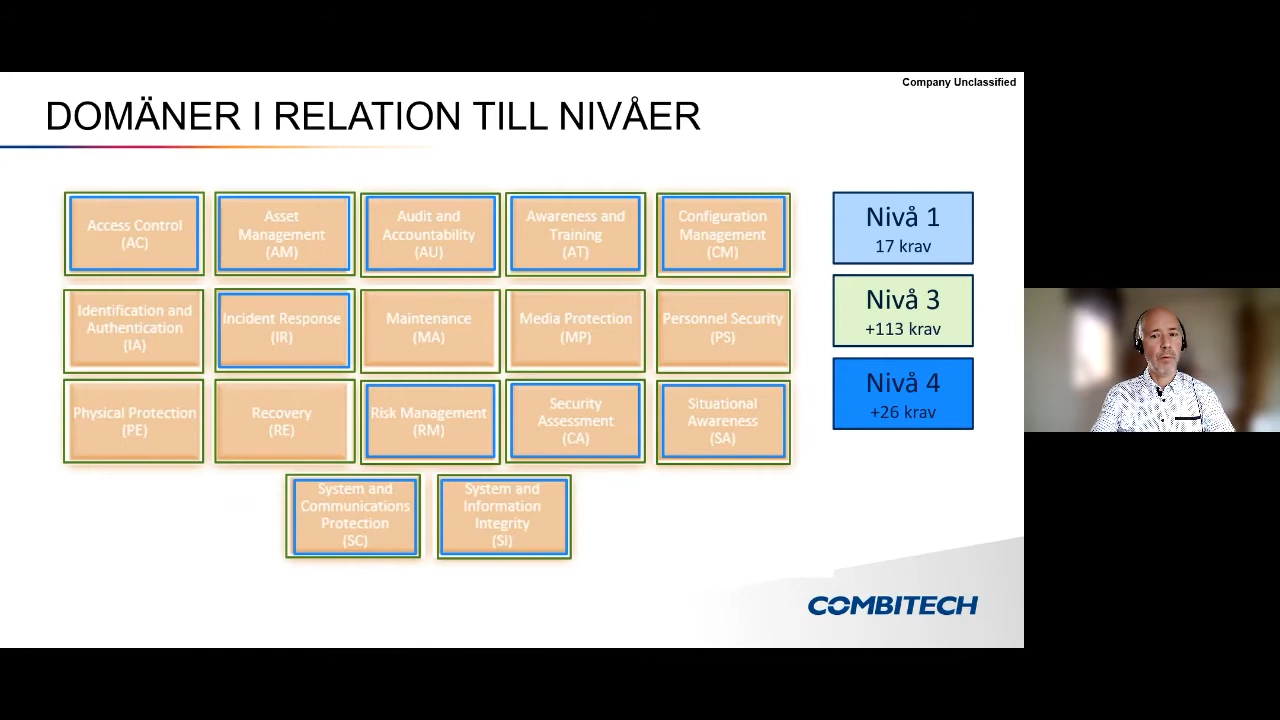 Company Unclassified
DOMÄNER I RELATION TILL NIVÅER
Access Control
(AC)
Asset
Management
(AM)
Audit and
Accountability
(AU)
Awareness and
Training
(AT)
Configuration
Management
(CM)
Identification and
Authentication
(IA)
Incident Response
(IR)
Maintenance
(MA)
Media Protection
(MP)
Personnel Security
(PS)
Physical Protection
(PE)
Recovery
(RE)
Risk Management
(RM)
Security
Assessment
(CA)
Situational
Awareness
(SA)
System and
Communications
Protection
(SC)
System and
Information
Integrity
(SI)
Nivå 1
17 krav
Nivå 3
+113 krav
Nivå 4
+26 krav
COMBITECH